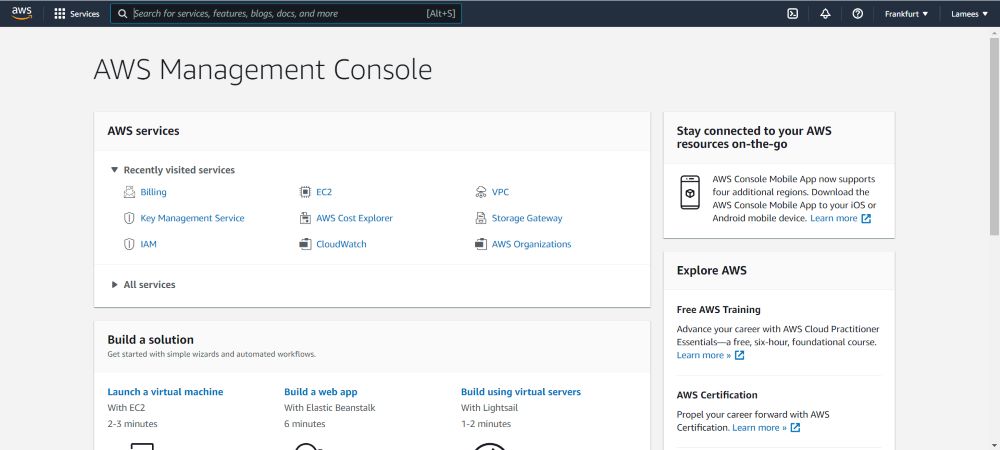 aws
Services
Search for services, features, blogs, docs, and more
[Alt+S]
Frankfurt
Lamees
AWS Management Console
AWS services
Recently visited services
Billing
EC2
VPC
Key Management Service
AWS Cost Explorer
Storage Gateway
IAM
CloudWatch
AWS Organizations
All services
Build a solution
Get started with simple wizards and automated workflows.
Launch a virtual machine
With EC2
2-3 minutes
Build a web app
With Elastic Beanstalk
6 minutes
Build using virtual servers
With Lightsail
1-2 minutes
Stay connected to your AWS
resources on-the-go
AWS Console Mobile App now supports
four additional regions. Download the
AWS Console Mobile App to your iOS or
Android mobile device. Learn more
Explore AWS
Free AWS Training
Advance your career with AWS Cloud Practitioner
Essentials—a free, six-hour, foundational course.
Learn more »
AWS Certification
Propel your career forward with AWS
Certification. Learn more »